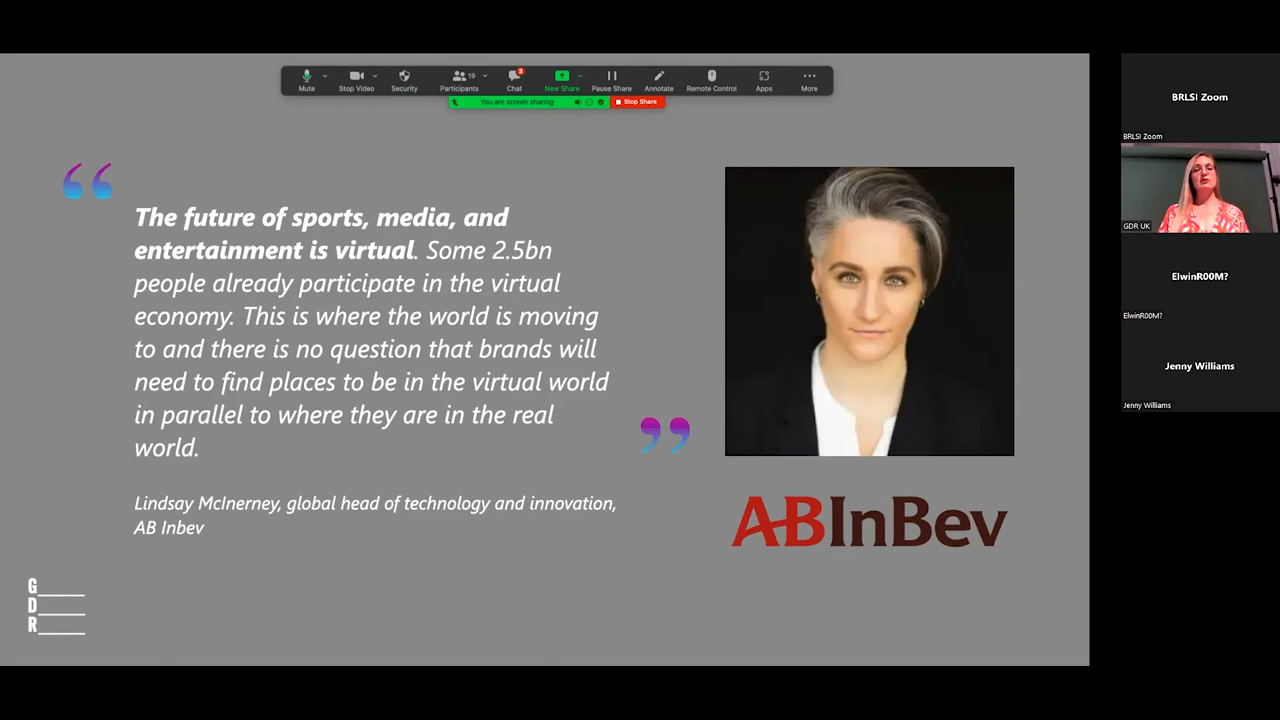 19
3
Mute
Stop Video
Security
Participants
Chat
New Share
Pause Share
Annotate
Remote Control
Apps
More
You are screen sharing
Stop Share
“
The future of sports, media, and
entertainment is virtual. Some 2.5bn
people already participate in the virtual
economy. This is where the world is moving
to and there is no question that brands will
need to find places to be in the virtual world
in parallel to where they are in the real
world.
”
Lindsay McInerney, global head of technology and innovation,
AB Inbev
ABInBev
G
D
R
BRLSI Zoom
BRLSI Zoom
GDR UK
ElwinR00M?
ElwinR00M?
Jenny Williams
Jenny Williams